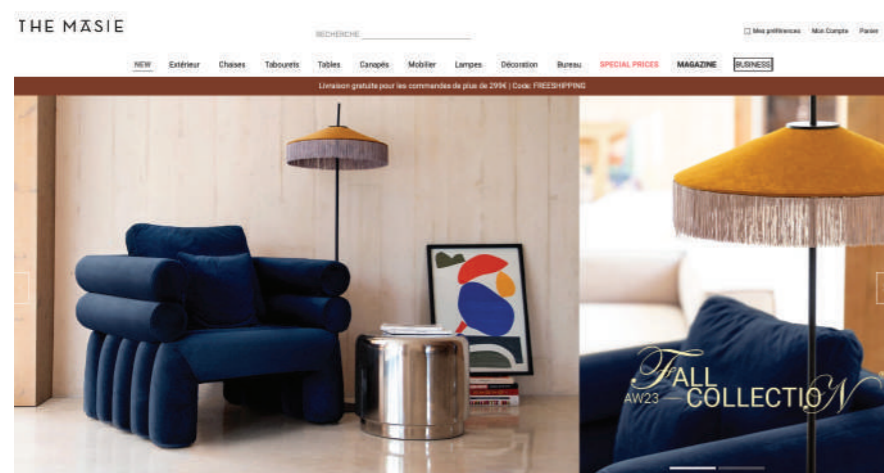 THE MĀSIE
RECHERCHE
Mes préférences Mon Compte Panier
NEW Extérieur Chaises Tabourets Tables Canapés Mobilier Lampes Décoration Bureau SPECIAL PRICES MAGAZINE BUSINESS
Livraison gratuite pour les commandes de plus de 299€ | Code: FREESHIPPING
FALL
AW23 — COLLECTION